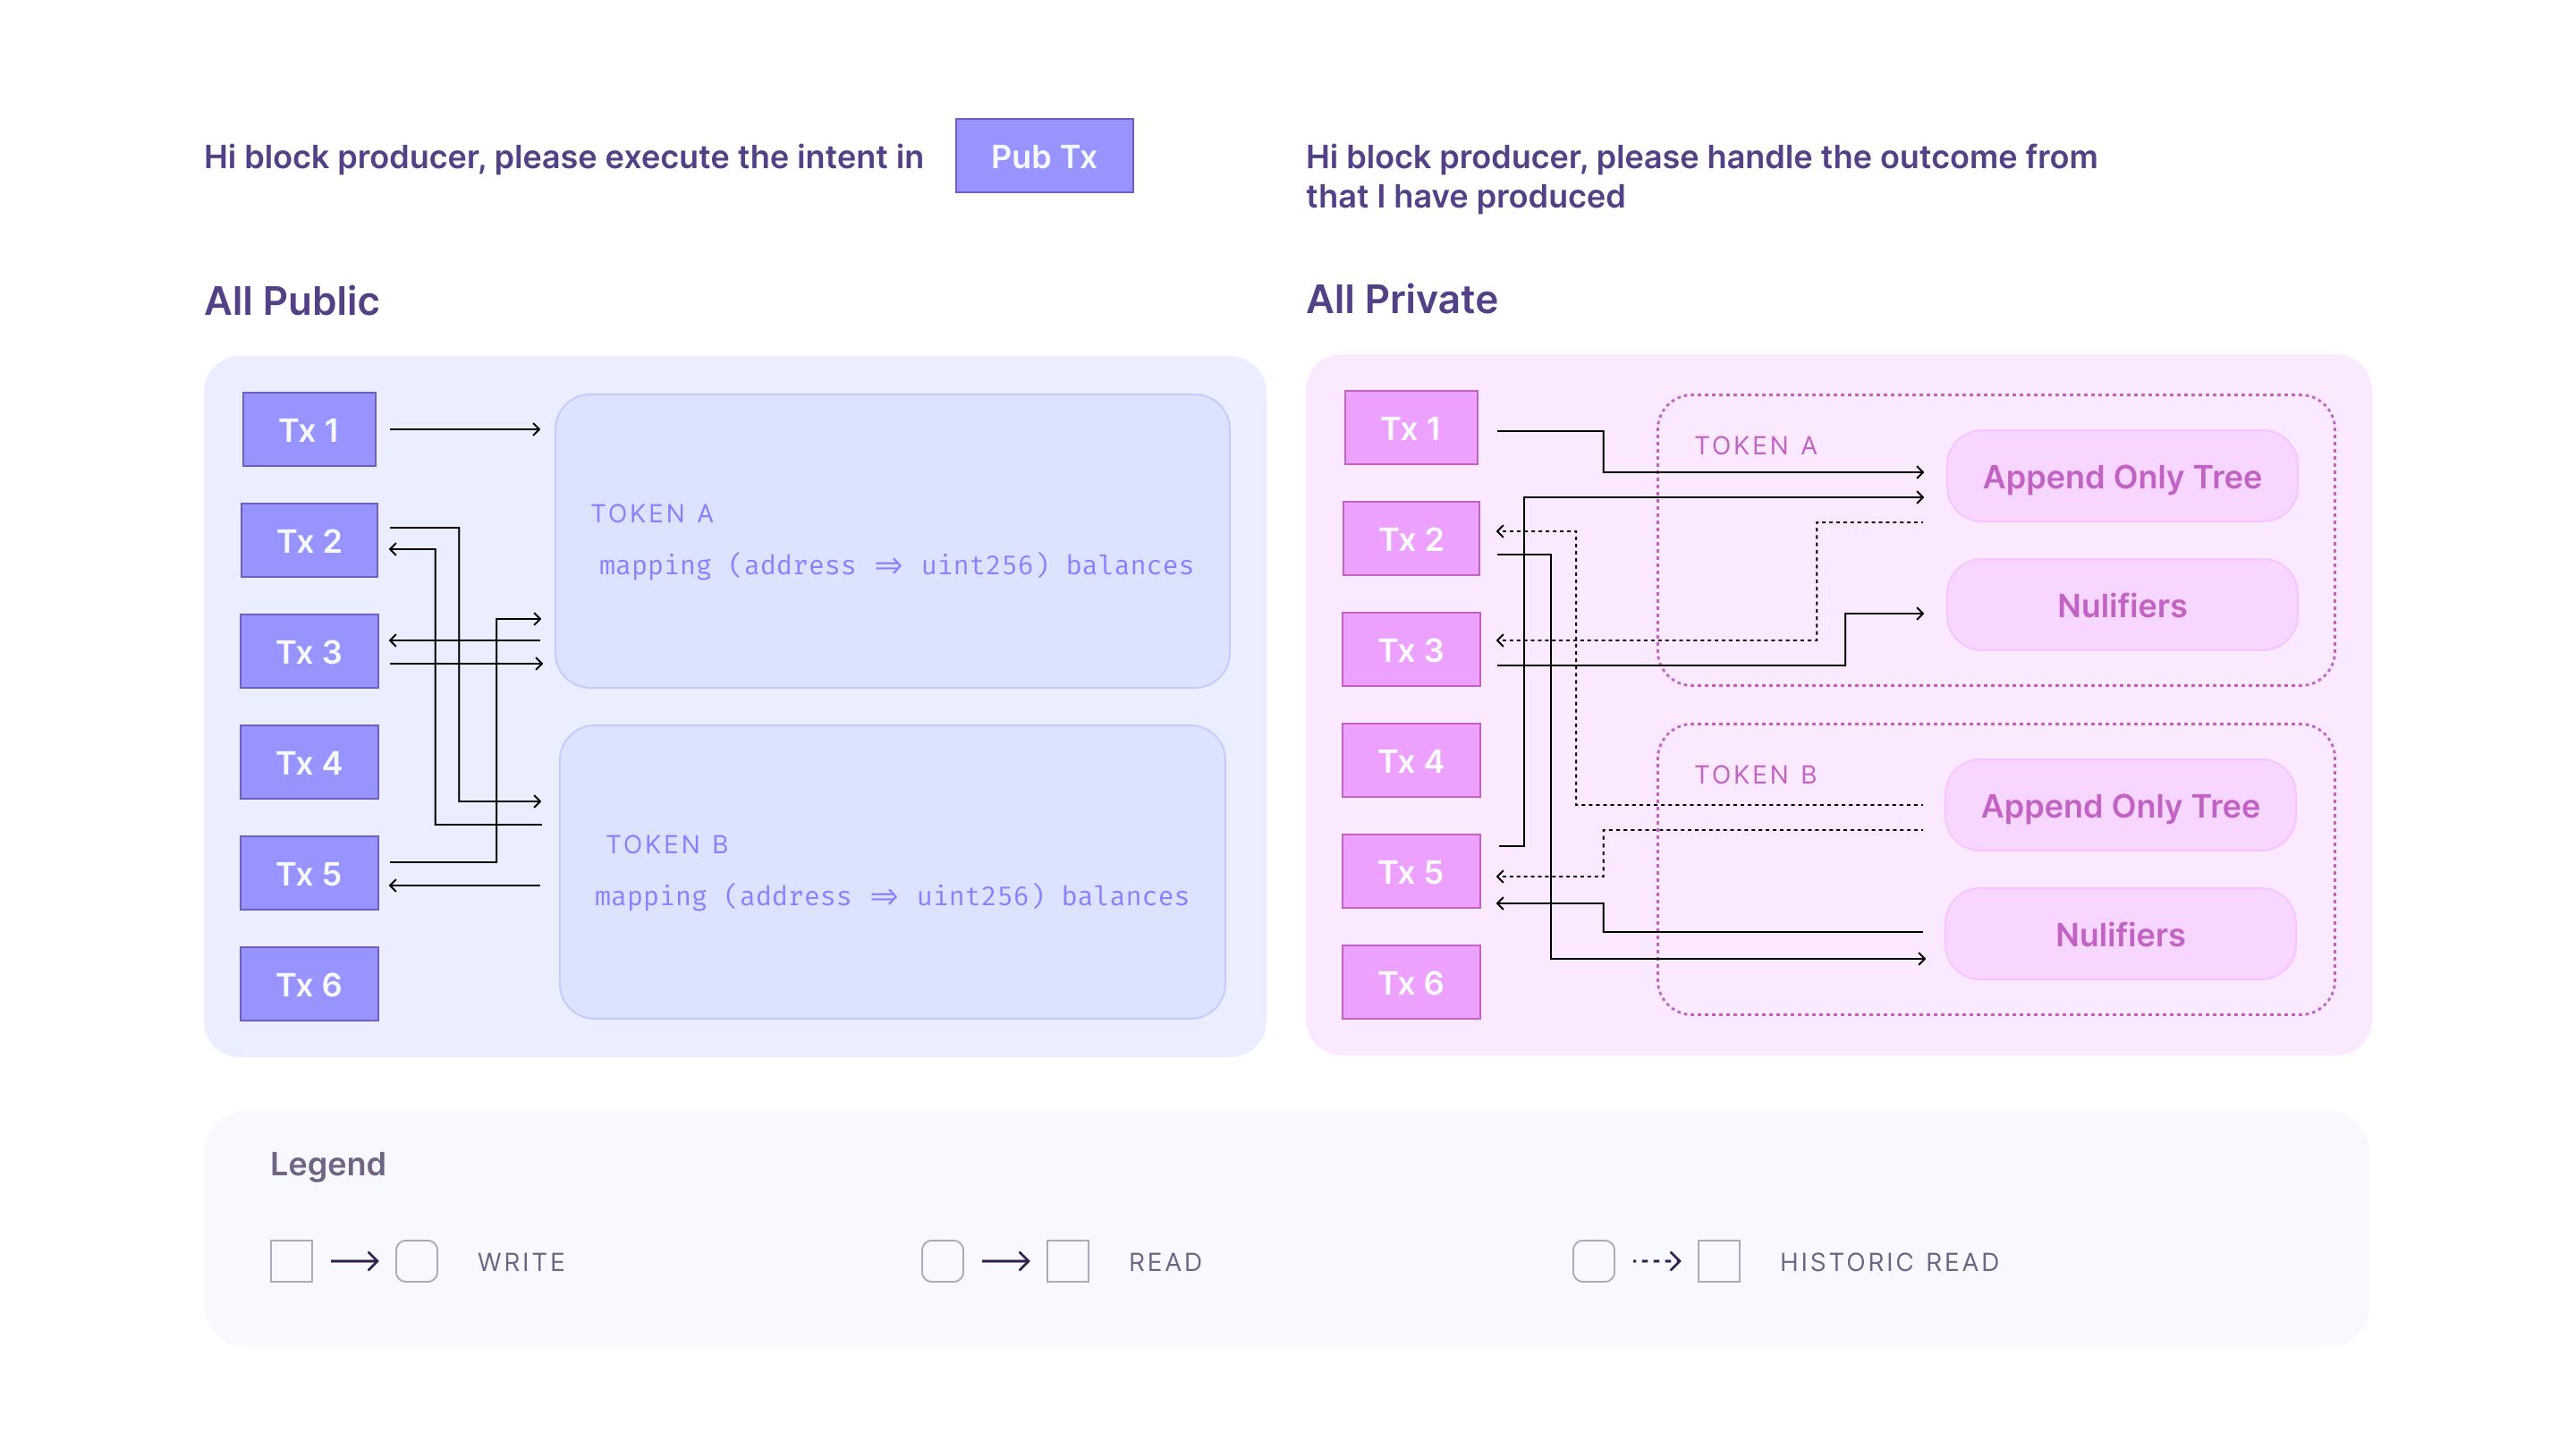 Hi block producer, please execute the intent in
Pub Tx
Hi block producer, please handle the outcome from
that I have produced
All Public
Tx 1
Tx 2
Tx 3
Tx 4
Tx 5
Tx 6
TOKEN A
mapping (address => uint256) balances
TOKEN B
mapping (address => uint256) balances
All Private
Tx 1
Tx 2
Tx 3
Tx 4
Tx 5
Tx 6
TOKEN A
Append Only Tree
Nulifiers
TOKEN B
Append Only Tree
Nulifiers
Legend
WRITE
READ
HISTORIC READ